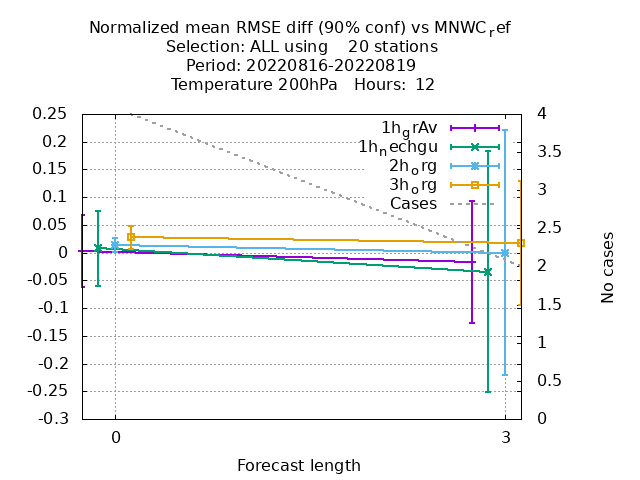 Normalized mean RMSE diff (90% conf) vs MNWC_ref
Selection: ALL using 20 stations
Period: 20220816-20220819
Temperature 200hPa Hours: 12
0.25
0.2
0.15
0.1
0.05
0
-0.05
-0.1
-0.15
-0.2
-0.25
-0.3
4
3.5
3
2.5
2
1.5
1
0.5
0
1h_grAv
1h_nechgu
2h_org
3h_org
Cases
No cases
0 3
Forecast length